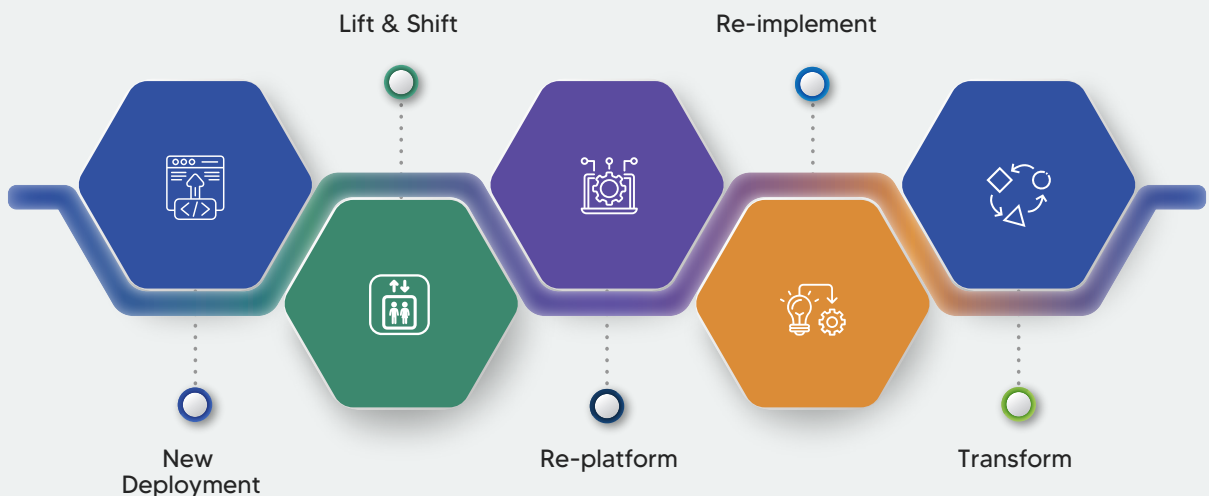 Lift & Shift
Re-implement
</>
New
Deployment
Re-platform
Transform